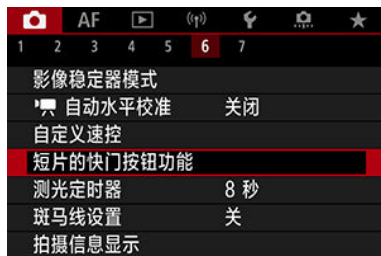 AF
1 2 3 4 5 6 7
影像稳定器模式
自动水平校准 关闭
自定义速控
短片的快门按钮功能
测光定时器 8 秒
斑马线设置 关
拍摄信息显示